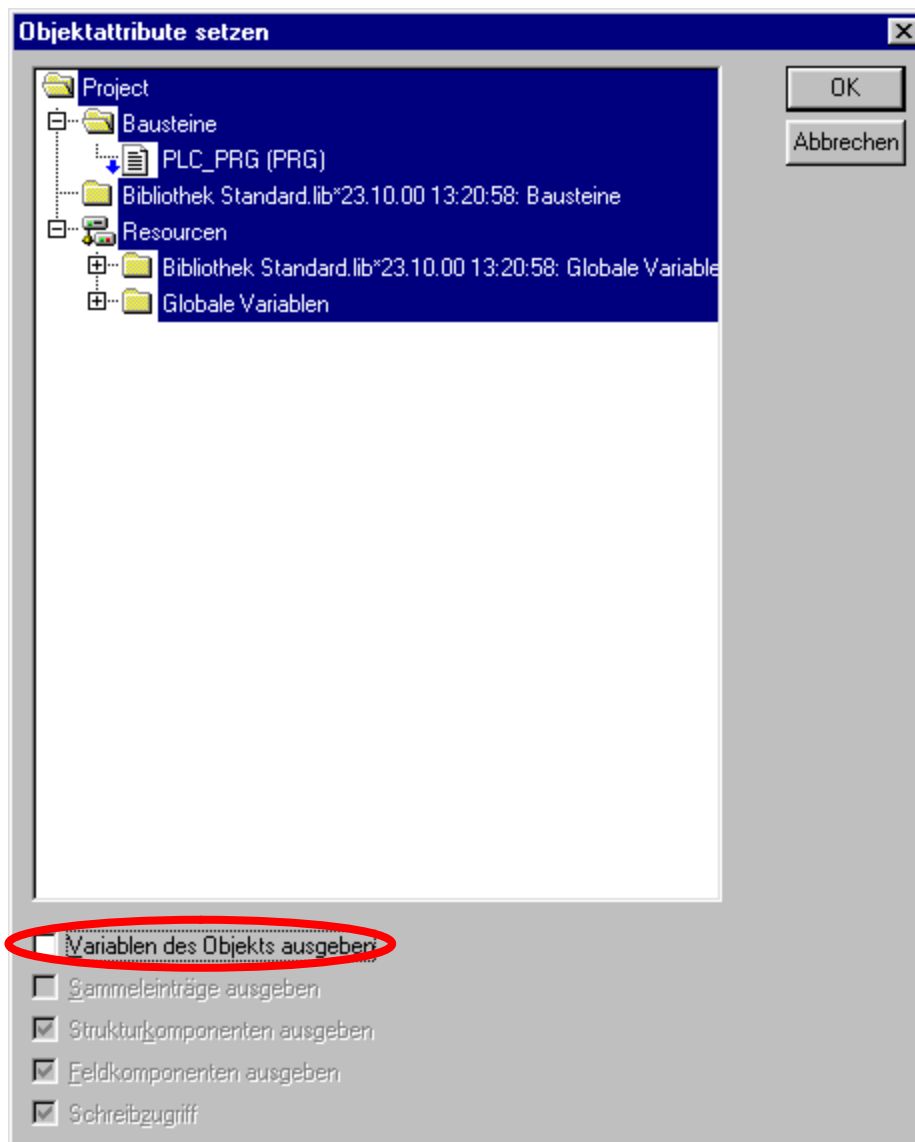 Objektattribute setzen
Project
OK
Bausteine
Abbrechen
PLC_PRG (PRG)
Bibliothek Standard.lib*23.10.00 13:20:58: Bausteine
Resourcen
Bibliothek Standard.lib*23.10.00 13:20:58: Globale Variable
Globale Variablen
Variablen des Objekts ausgeben
Sammeleinträge ausgeben
Strukturkomponenten ausgeben
Feldkomponenten ausgeben
Schreibzugriff